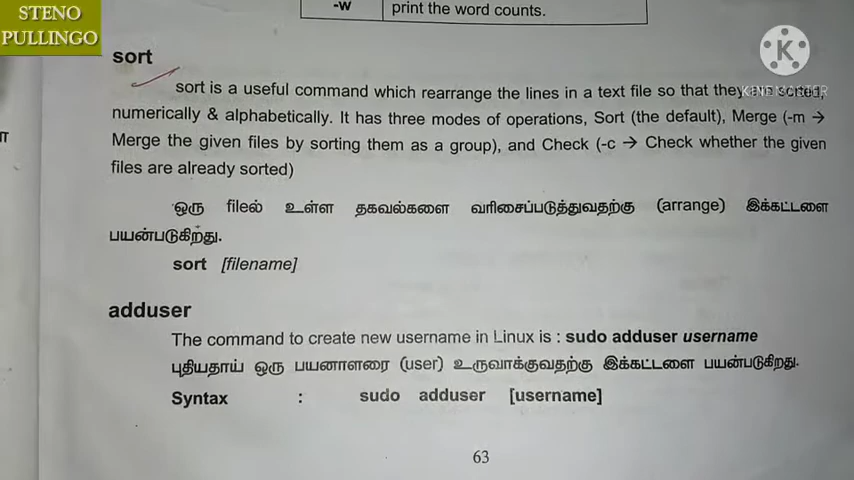 STENO
PULLINGO
-w print the word counts.
sort
sort is a useful command which rearrange the lines in a text file so that they are sorted,
numerically & alphabetically. It has three modes of operations, Sort (the default), Merge (-m →
Merge the given files by sorting them as a group), and Check (-c → Check whether the given
files are already sorted)
ஒரு fileல் உள்ள தகவல்களை வரிசைப்படுத்துவதற்கு (arrange) இக்கட்டளை
பயன்படுகிறது.
sort [filename]
adduser
The command to create new username in Linux is : sudo adduser username
புதியதாய் ஒரு பயனாளரை (user) உருவாக்குவதற்கு இக்கட்டளை பயன்படுகிறது.
Syntax : sudo adduser [username]
63
K